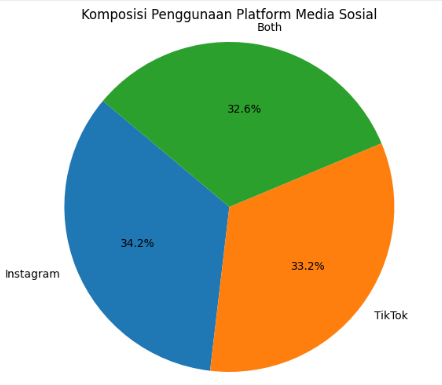 Komposisi Penggunaan Platform Media Sosial
Both
32.6%
34.2%
33.2%
Instagram
TikTok